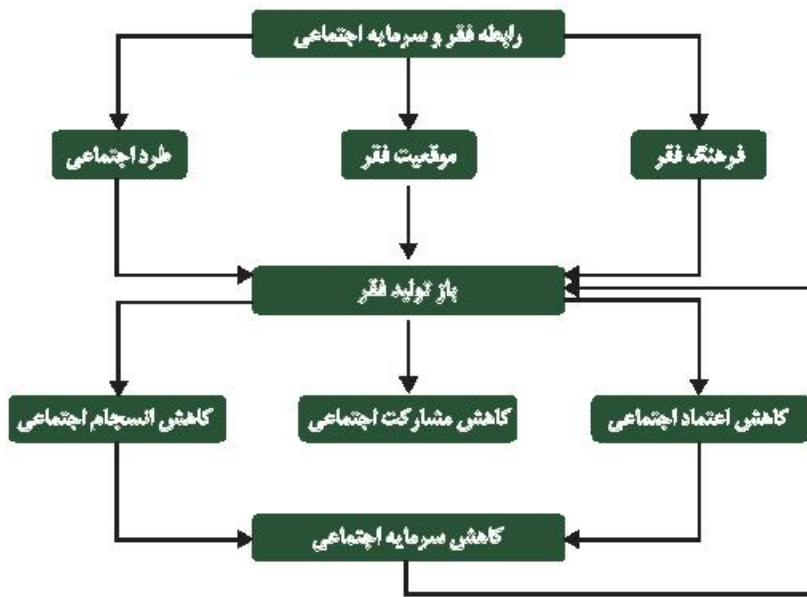 رابطه فقر و سرمایه اجتماعی
فرهنگ فقر
موقعیت فقر
طرد اجتماعی
باز تولید فقر
کاهش اعتماد اجتماعی
کاهش مشارکت اجتماعی
کاهش انسجام اجتماعی
کاهش سرمایه اجتماعی